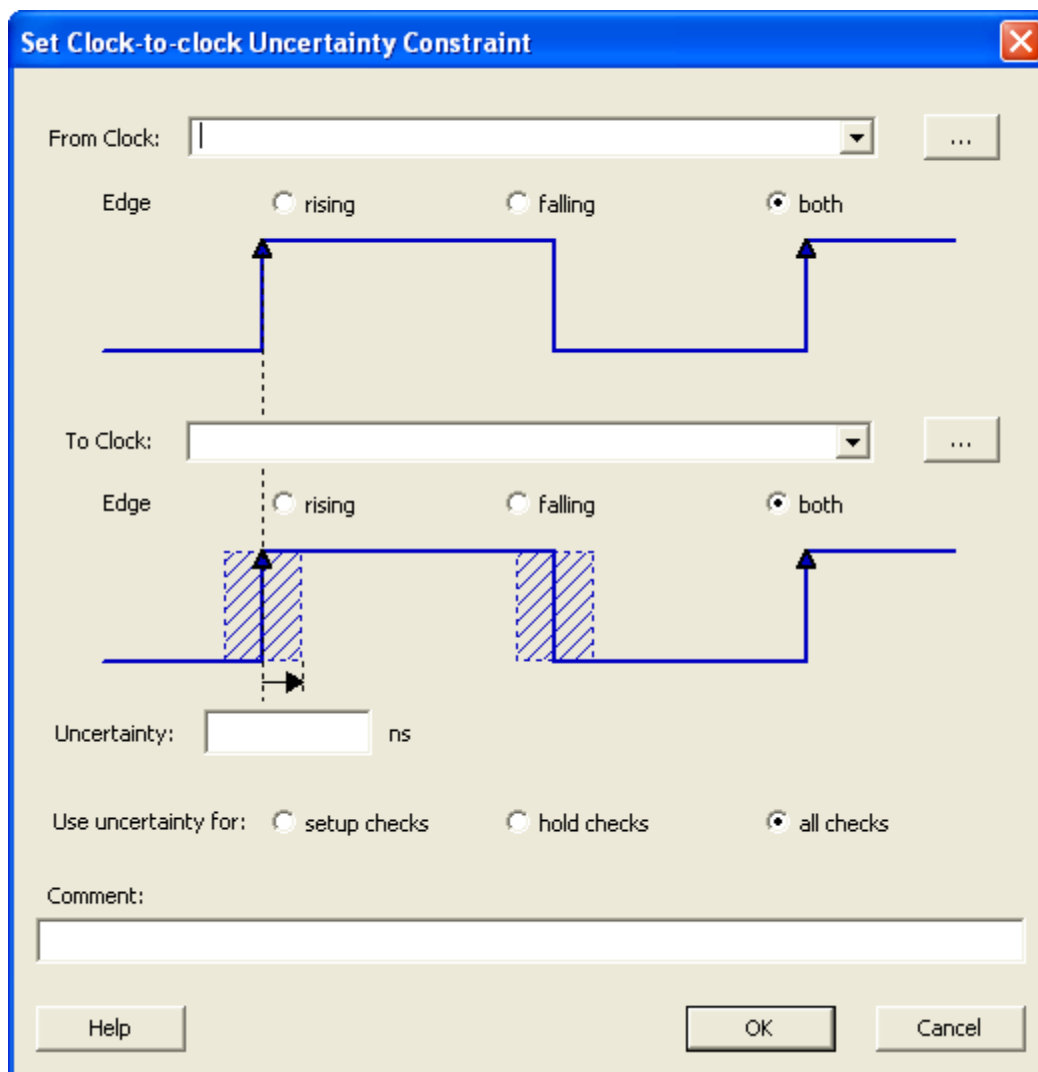 Set Clock-to-clock Uncertainty Constraint
From Clock: ...
Edge rising falling both
To Clock: ...
Edge rising falling both
Uncertainty: ns
Use uncertainty for: setup checks hold checks all checks
Comment:
Help OK Cancel